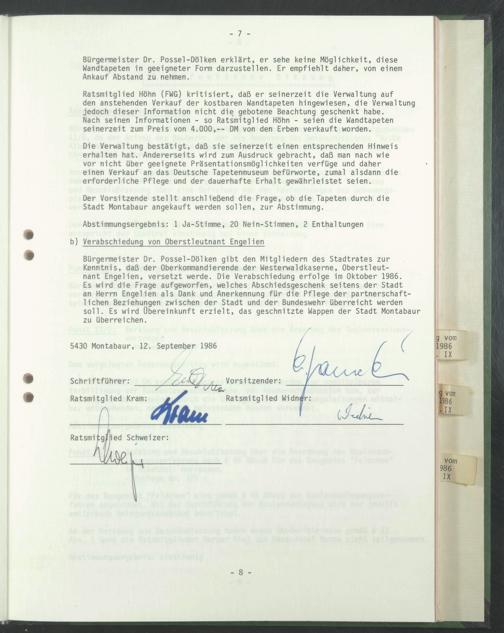 - 7 -
Bürgermeister Dr. Possel-Dölken erklärt, er sehe keine Möglichkeit, diese
Wandtapeten in geeigneter Form darzustellen. Er empfiehlt daher, von einem
Ankauf Abstand zu nehmen.
Ratsmitglied Höhn (FWG) kritisiert, daß er seinerzeit die Verwaltung auf
den anstehenden Verkauf der kostbaren Wandtapeten hingewiesen, die Verwaltung
jedoch dieser Information nicht die gebotene Beachtung geschenkt habe.
Nach seinen Informationen - so Ratsmitglied Höhn - seien die Wandtapeten
seinerzeit zum Preis von 4.000,-- DM von den Erben verkauft worden.
Die Verwaltung bestätigt, daß sie seinerzeit einen entsprechenden Hinweis
erhalten hat. Andererseits wird zum Ausdruck gebracht, daß man nach wie
vor nicht über geeignete Präsentationsmöglichkeiten verfüge und daher
einen Verkauf an das Deutsche Tapetenmuseum befürworte, zumal alsdann die
erforderliche Pflege und der dauerhafte Erhalt gewährleistet seien.
Der Vorsitzende stellt anschließend die Frage, ob die Tapeten durch die
Stadt Montabaur angekauft werden sollen, zur Abstimmung.
Abstimmungsergebnis: 1 Ja-Stimme, 20 Nein-Stimmen, 2 Enthaltungen
b) Verabschiedung von Oberstleutnant Engelien
Bürgermeister Dr. Possel-Dölken gibt den Mitgliedern des Stadtrates zur
Kenntnis, daß der Oberkommandierende der Westerwaldkaserne, Oberstleut-
nant Engelien, versetzt werde. Die Verabschiedung erfolge im Oktober 1986.
Es wird die Frage aufgeworfen, welches Abschiedsgeschenk seitens der Stadt
an Herrn Engelien als Dank und Anerkennung für die Pflege der partnerschaft-
lichen Beziehungen zwischen der Stadt und der Bundeswehr überreicht werden
soll. Es wird Übereinkunft erzielt, das geschnitzte Wappen der Stadt Montabaur
zu überreichen.
5430 Montabaur, 12. September 1986
Schriftführer: Vorsitzender:
Ratsmitglied Kram: Ratsmitglied Widner:
Kram
Ratsmitglied Schweizer:
- 8 -
vom
1986
IX
vom
1986
IX
vom
986
IX